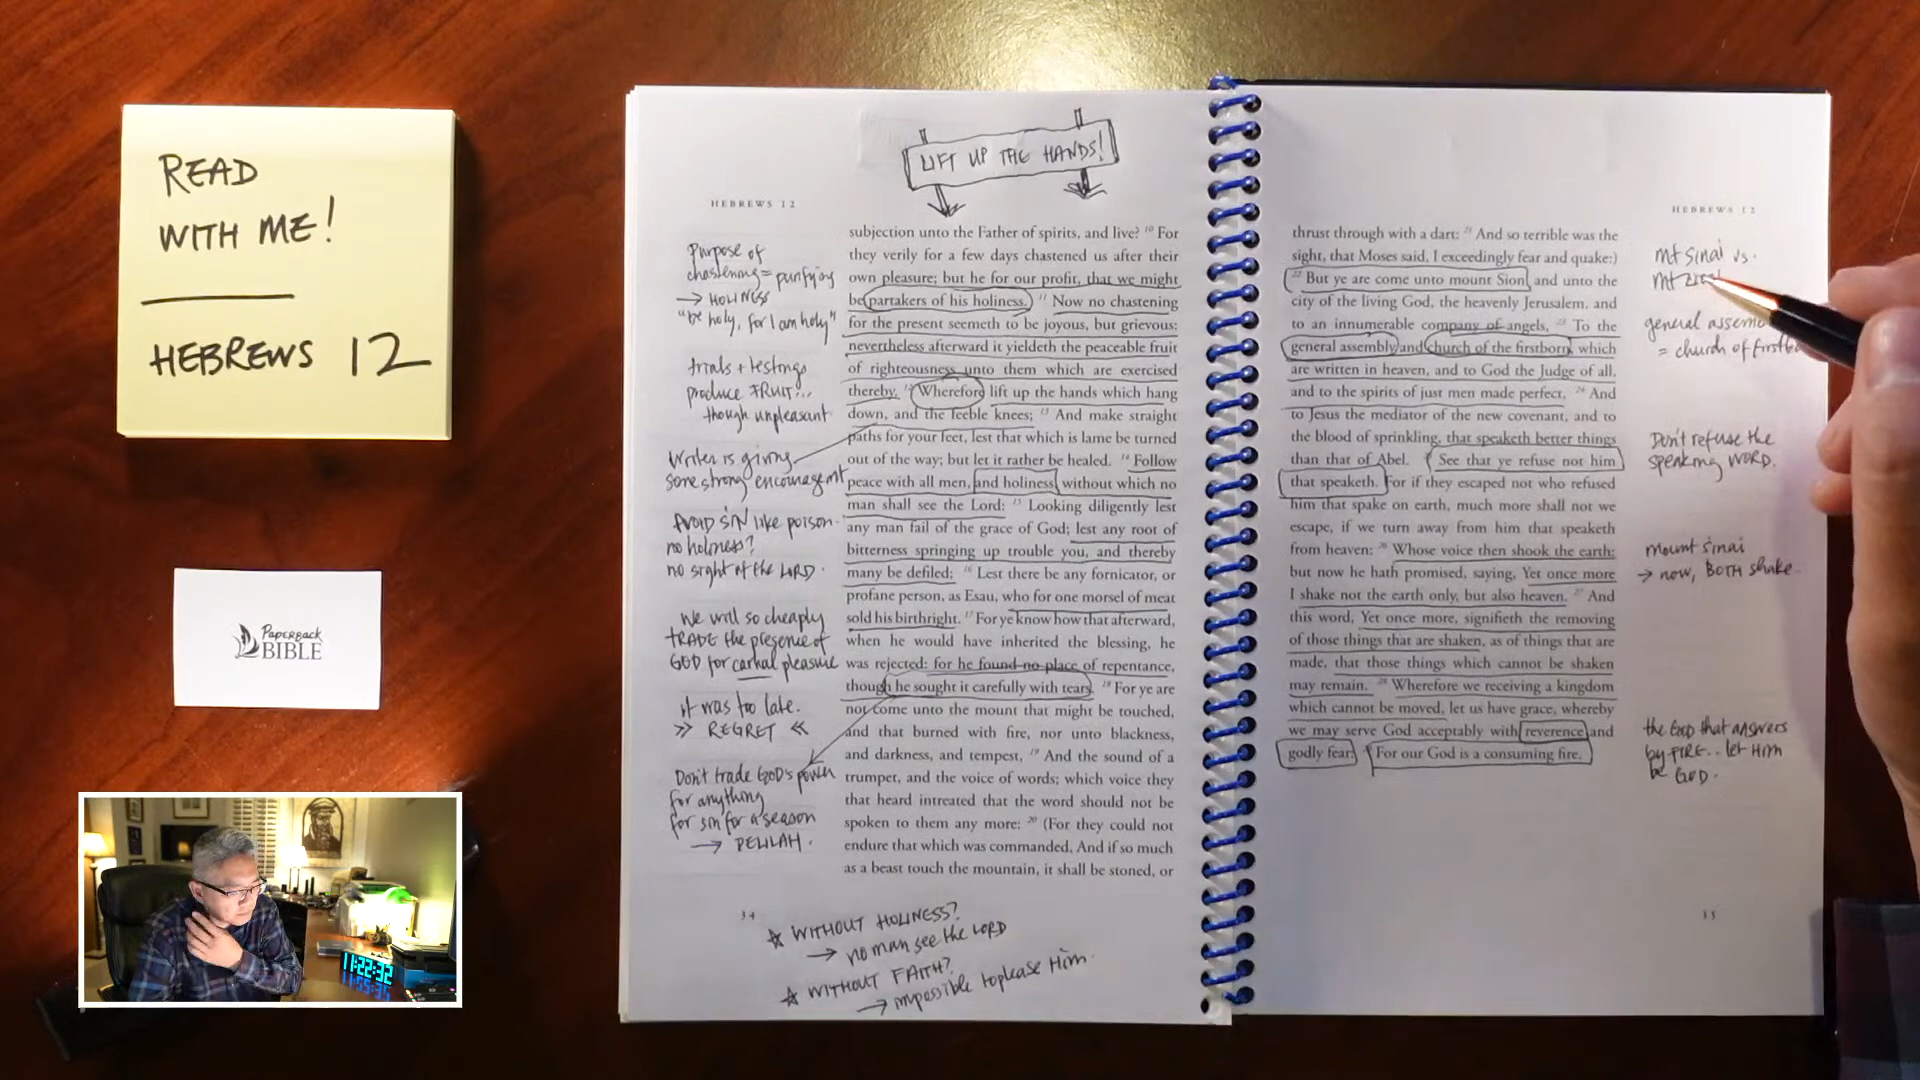 READ
WITH ME!
HEBREWS 12
Paperback
BIBLE
11:22:32
LIFT UP THE HANDS!
HEBREWS 12
subjection unto the Father of spirits, and live? 10 For
they verily for a few days chastened us after their
own pleasure; but he for our profit, that we might
be partakers of his holiness. 11 Now no chastening
for the present seemeth to be joyous, but grievous:
nevertheless afterward it yieldeth the peaceable fruit
of righteousness unto them which are exercised
thereby. 12 Wherefore lift up the hands which hang
down, and the feeble knees; 13 And make straight
paths for your feet, lest that which is lame be turned
out of the way; but let it rather be healed. 14 Follow
peace with all men, and holiness, without which no
man shall see the Lord: 15 Looking diligently lest
any man fail of the grace of God; lest any root of
bitterness springing up trouble you, and thereby
many be defiled; 16 Lest there be any fornicator, or
profane person, as Esau, who for one morsel of meat
sold his birthright. 17 For ye know how that afterward,
when he would have inherited the blessing, he
was rejected: for he found no place of repentance,
though he sought it carefully with tears. 18 For ye are
not come unto the mount that might be touched,
and that burned with fire, nor unto blackness,
and darkness, and tempest, 19 And the sound of a
trumpet, and the voice of words; which voice they
that heard intreated that the word should not be
spoken to them any more: 20 (For they could not
endure that which was commanded, And if so much
as a beast touch the mountain, it shall be stoned, or
Purpose of
chastening = purifying
→ HOLINESS
"be holy, for I am holy"
trials + testings
produce FRUIT...
though unpleasant
Writer is giving
some strong encouragement
AVOID SIN like poison.
no holiness?
no sight of the LORD.
We will so cheaply
TRADE the presence of
GOD for carnal pleasure
it was too late.
>> REGRET <<
Don't trade GOD's power
for anything
for sin for a season
→ DELILAH.
34
☆ WITHOUT HOLINESS?
→ no man see the LORD
☆ WITHOUT FAITH?
→ impossible to please Him.
HEBREWS 12
thrust through with a dart: 21 And so terrible was the
sight, that Moses said, I exceedingly fear and quake:)
22 But ye are come unto mount Sion, and unto the
city of the living God, the heavenly Jerusalem, and
to an innumerable company of angels, 23 To the
general assembly and church of the firstborn, which
are written in heaven, and to God the Judge of all,
and to the spirits of just men made perfect, 24 And
to Jesus the mediator of the new covenant, and to
the blood of sprinkling, that speaketh better things
than that of Abel. 25 See that ye refuse not him
that speaketh. For if they escaped not who refused
him that spake on earth, much more shall not we
escape, if we turn away from him that speaketh
from heaven: 26 Whose voice then shook the earth:
but now he hath promised, saying, Yet once more
I shake not the earth only, but also heaven. 27 And
this word, Yet once more, signifieth the removing
of those things that are shaken, as of things that are
made, that those things which cannot be shaken
may remain. 28 Wherefore we receiving a kingdom
which cannot be moved, let us have grace, whereby
we may serve God acceptably with reverence and
godly fear: 29 For our God is a consuming fire.
Mt Sinai vs.
Mt
general
= church of
Don't refuse the
speaking WORD.
Mount Sinai
→ now, BOTH shake.
the GOD that answers
by FIRE.. let Him
be GOD.
35